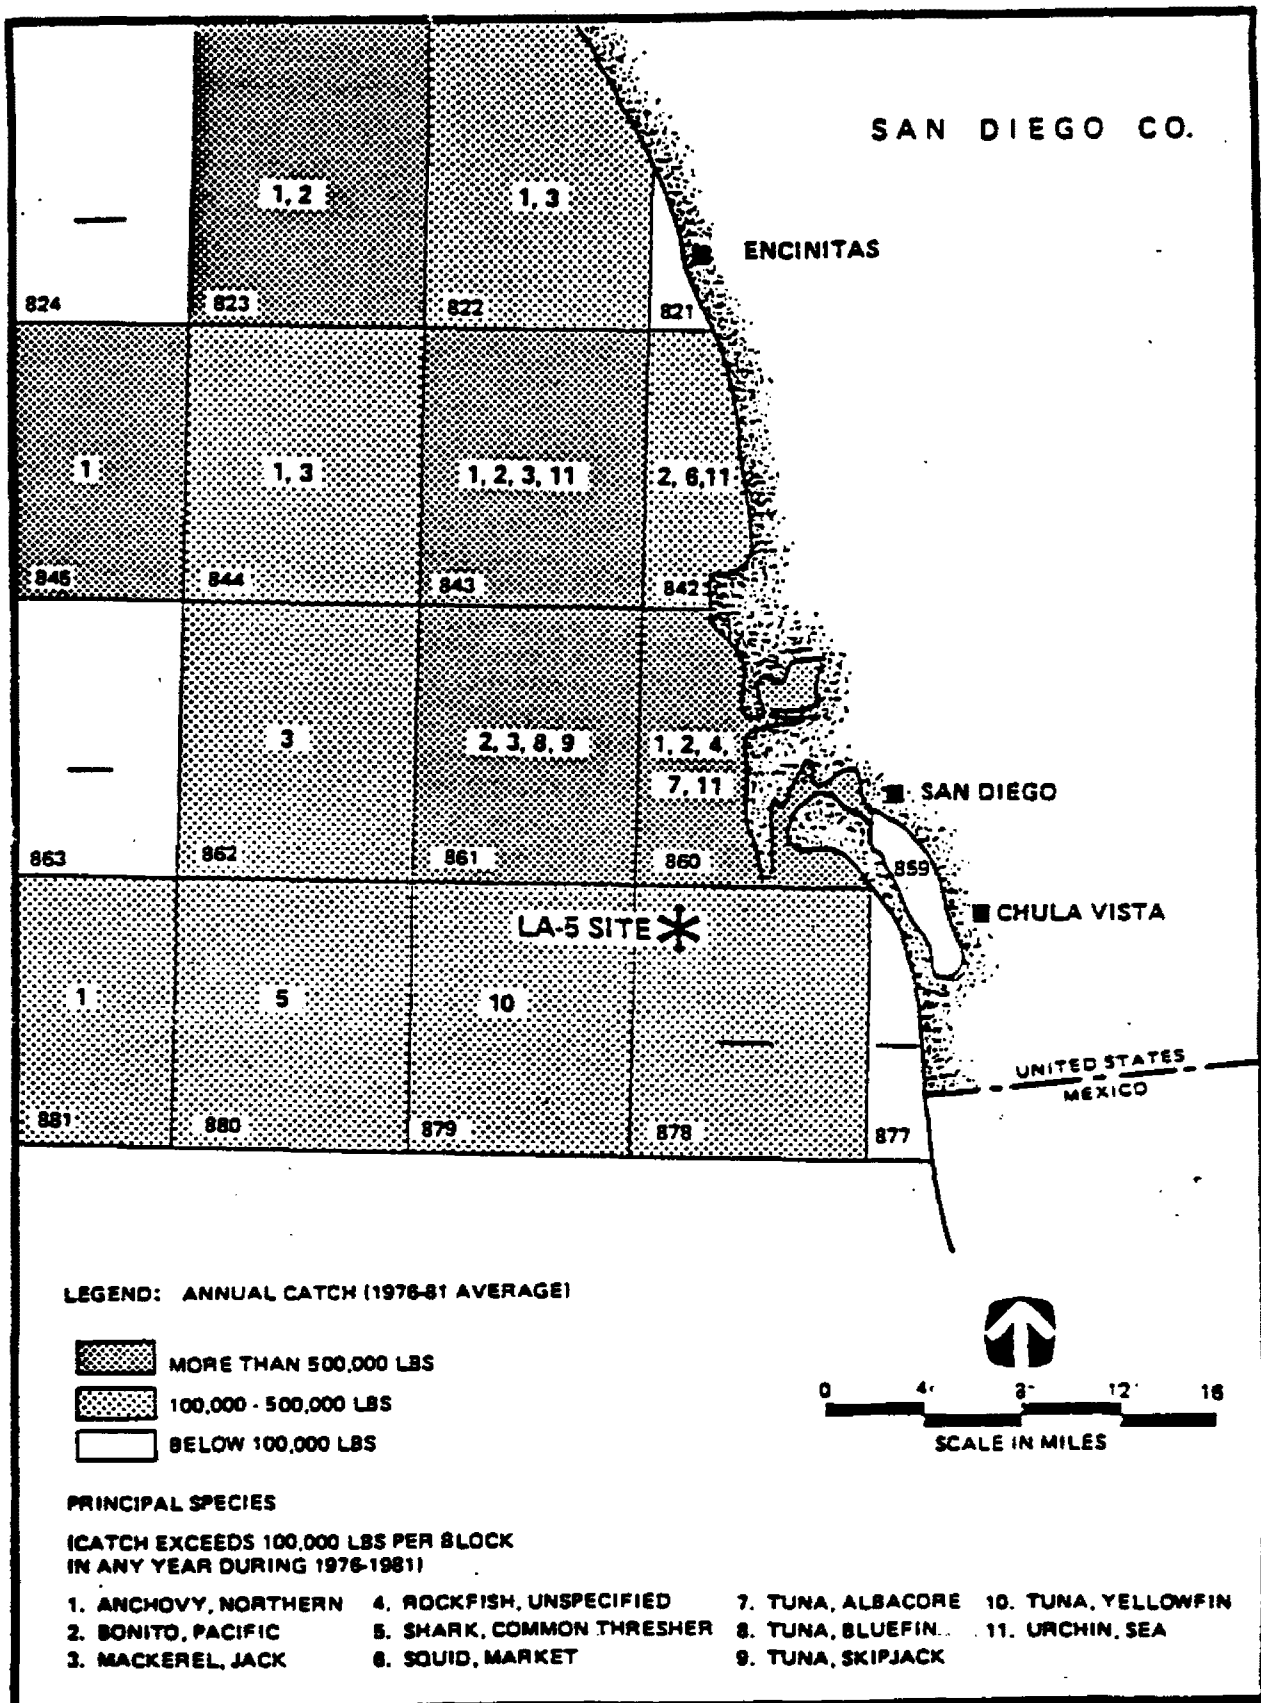 SAN DIEGO CO.
1, 2
1, 3
ENCINITAS
824
823
822
821
1
1, 3
1, 2, 3, 11
2, 6, 11
845
844
843
842
3
2, 3, 8, 9
1, 2, 4,
7, 11
SAN DIEGO
863
862
861
860
859
LA-5 SITE
CHULA VISTA
1
5
10
UNITED STATES
MEXICO
881
880
879
878
877
LEGEND: ANNUAL CATCH (1976-81 AVERAGE)
MORE THAN 500,000 LBS
100,000 - 500,000 LBS
BELOW 100,000 LBS
0 4 8 12 16
SCALE IN MILES
PRINCIPAL SPECIES
(CATCH EXCEEDS 100,000 LBS PER BLOCK
IN ANY YEAR DURING 1976-1981)
1. ANCHOVY, NORTHERN 4. ROCKFISH, UNSPECIFIED 7. TUNA, ALBACORE 10. TUNA, YELLOWFIN
2. BONITO, PACIFIC 5. SHARK, COMMON THRESHER 8. TUNA, BLUEFIN 11. URCHIN, SEA
3. MACKEREL, JACK 6. SQUID, MARKET 9. TUNA, SKIPJACK